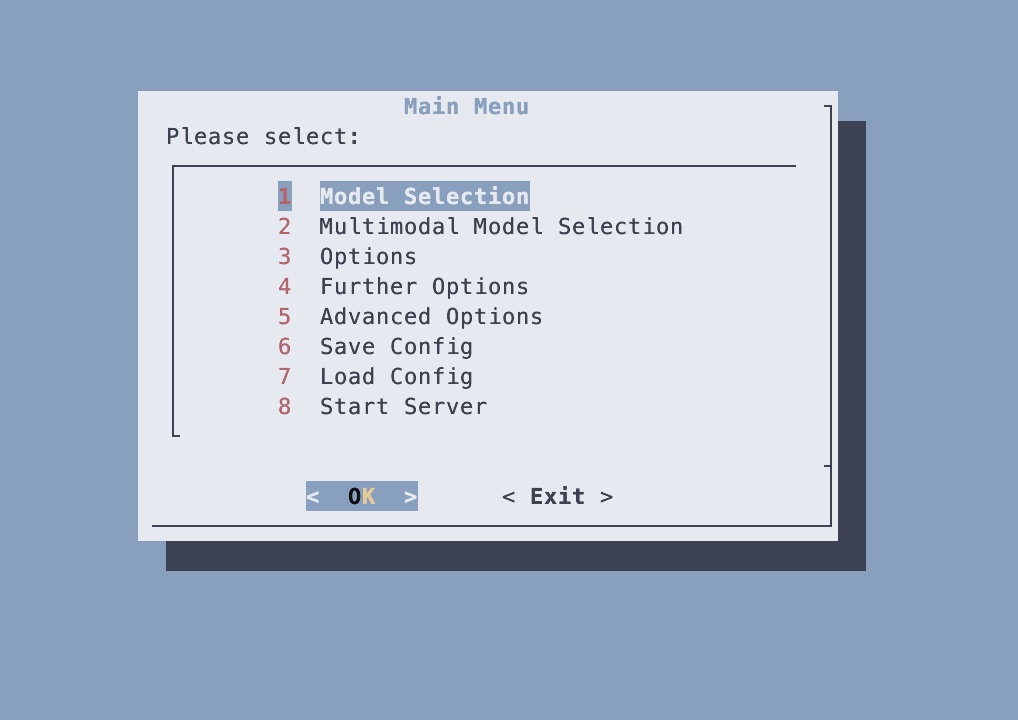 Main Menu
Please select:
1 Model Selection
2 Multimodal Model Selection
3 Options
4 Further Options
5 Advanced Options
6 Save Config
7 Load Config
8 Start Server
< OK > < Exit >